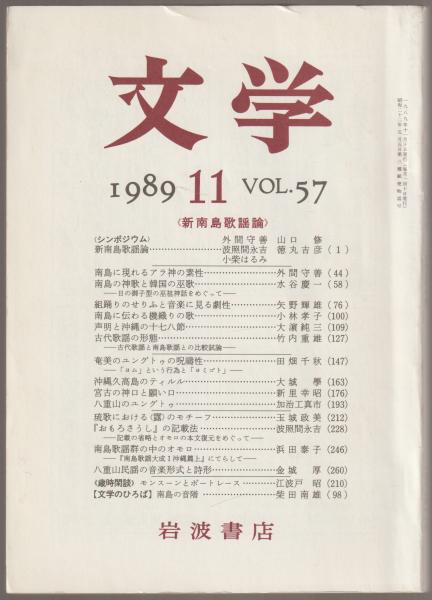 文学
1989 11 VOL.57
《新南島歌謡論》
〈シンポジウム〉 外間守善 山口修
新南島歌謡論 波照間永吉 徳丸吉彦 (1)
小柴はるみ
南島に現れるアラ神の素性 外間守善 (44)
南島の神歌と韓国の巫歌 水谷慶一 (58)
——日の御子型の巫祖神話をめぐって——
組踊りのせりふと音楽に見る劇性 矢野輝雄 (76)
南島に伝わる機織りの歌 小林孝子 (100)
声明と沖縄の十七八節 大濵純三 (109)
古代歌謡の形態 竹内重雄 (127)
——古代歌謡と南島歌謡との比較試論——
奄美のユングトゥの呪禱性 田畑千秋 (147)
——「ヨム」という行為と「ヨミゴト」——
沖縄久高島のティルル 大城學 (163)
宮古の神口と願い口 新里幸昭 (176)
八重山のユングトゥ 加治工真市 (193)
琉歌における〈露〉のモチーフ 玉城政美 (212)
『おもろさうし』の記載法 波照間永吉 (228)
——記載の省略とオモロの本文復元をめぐって——
南島歌謡群の中のオモロ 浜田泰子 (246)
——『南島歌謡大成I沖縄篇上』にてらして——
八重山民謡の音楽形式と詩形 金城厚 (260)
〈歳時閑談〉 モンスーンとボートレース 江波戸昭 (210)
【文学のひろば】南島の音階 柴田南雄 (98)
岩波書店